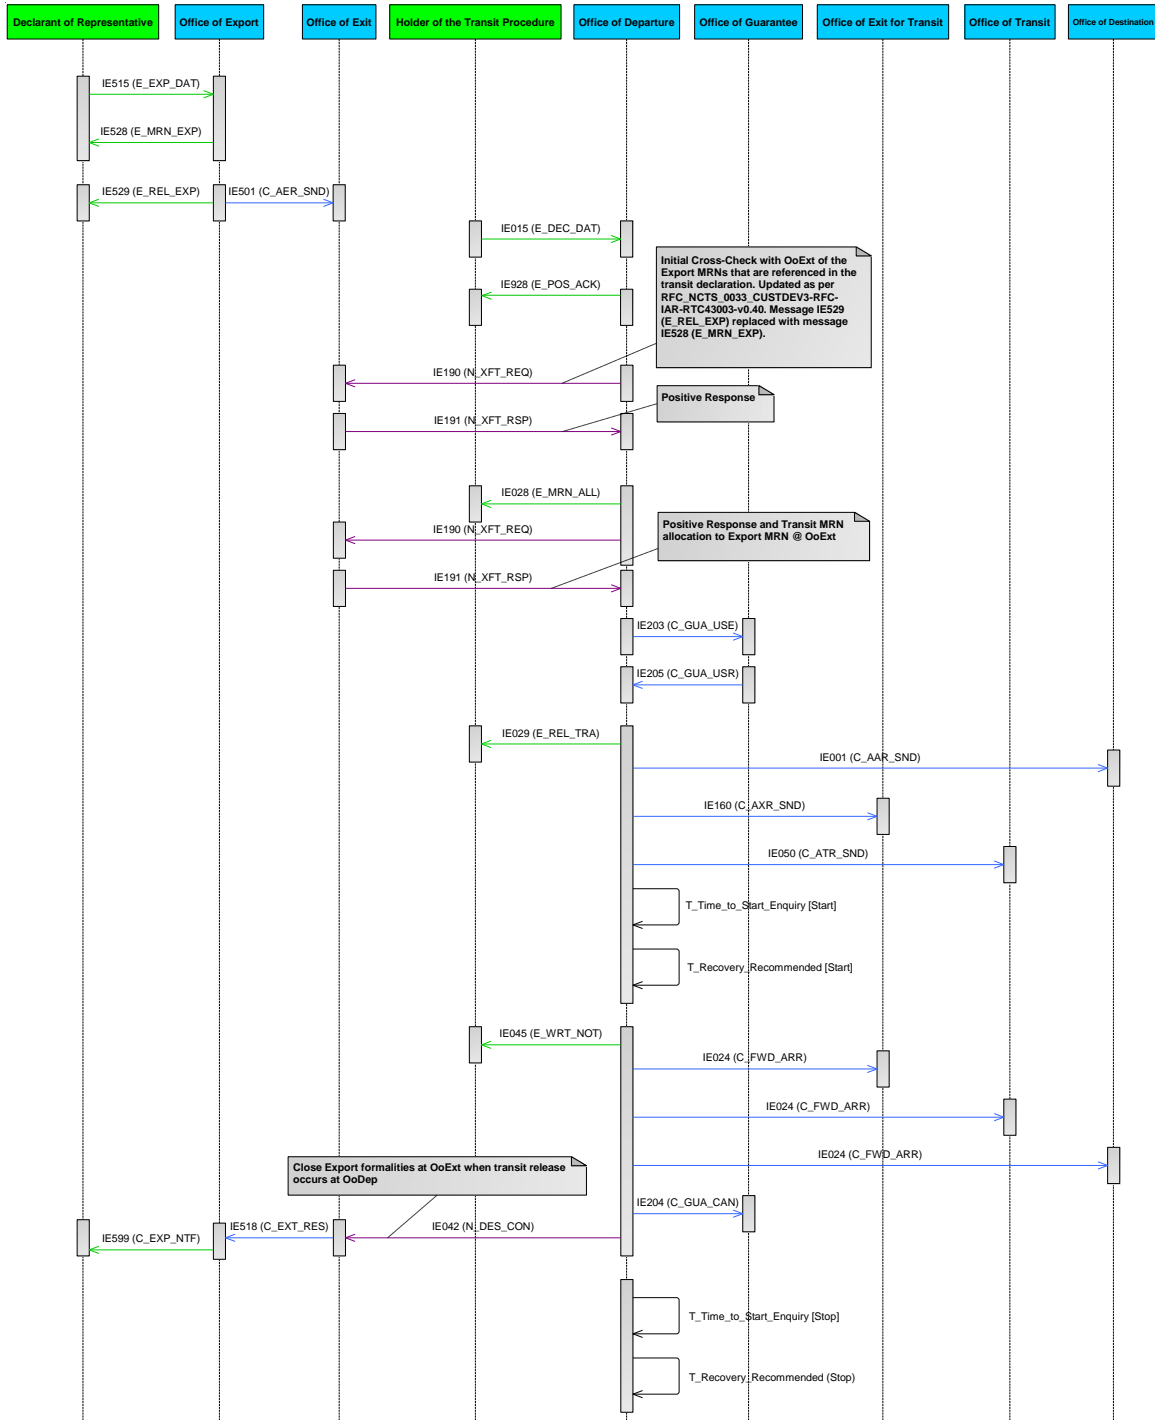 Declarant of Representative
Office of Export
Office of Exit
Holder of the Transit Procedure
Office of Departure
Office of Guarantee
Office of Exit for Transit
Office of Transit
Office of Destination
IE515 (E_EXP_DAT)
IE528 (E_MRN_EXP)
IE529 (E_REL_EXP)
IE501 (C_AER_SND)
IE015 (E_DEC_DAT)
Initial Cross-Check with OoExt of the
Export MRNs that are referenced in the
transit declaration. Updated as per
RFC_NCTS_0033_CUSTDEV3-RFC-
IAR-RTC43003-v0.40. Message IE529
(E_REL_EXP) replaced with message
IE528 (E_MRN_EXP).
IE928 (E_POS_ACK)
IE190 (N_XFT_REQ)
Positive Response
IE191 (N_XFT_RSP)
IE028 (E_MRN_ALL)
Positive Response and Transit MRN
allocation to Export MRN @ OoExt
IE190 (N_XFT_REQ)
IE191 (N_XFT_RSP)
IE203 (C_GUA_USE)
IE205 (C_GUA_USR)
IE029 (E_REL_TRA)
IE001 (C_AAR_SND)
IE160 (C_AXR_SND)
IE050 (C_ATR_SND)
T_Time_to_Start_Enquiry [Start]
T_Recovery_Recommended [Start]
IE045 (E_WRT_NOT)
IE024 (C_FWD_ARR)
IE024 (C_FWD_ARR)
IE024 (C_FWD_ARR)
Close Export formalities at OoExt when transit release
occurs at OoDep
IE204 (C_GUA_CAN)
IE518 (C_EXT_RES)
IE042 (N_DES_CON)
IE599 (C_EXP_NTF)
T_Time_to_Start_Enquiry [Stop]
T_Recovery_Recommended (Stop)